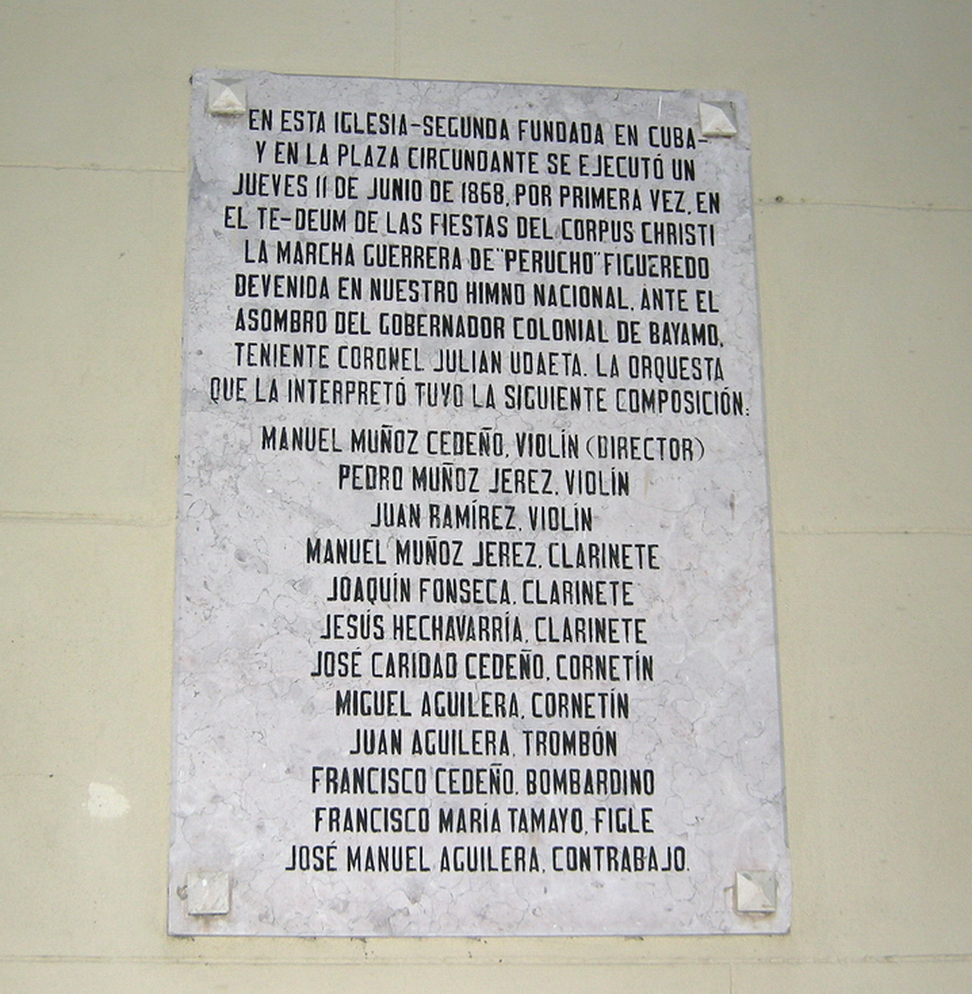 EN ESTA IGLESIA-SEGUNDA FUNDADA EN CUBA-
Y EN LA PLAZA CIRCUNDANTE SE EJECUTÓ UN
JUEVES 11 DE JUNIO DE 1868, POR PRIMERA VEZ, EN
EL TE-DEUM DE LAS FIESTAS DEL CORPUS CHRISTI
LA MARCHA GUERRERA DE "PERUCHO" FIGUEREDO
DEVENIDA EN NUESTRO HIMNO NACIONAL, ANTE EL
ASOMBRO DEL GOBERNADOR COLONIAL DE BAYAMO,
TENIENTE CORONEL JULIAN UDAETA. LA ORQUESTA
QUE LA INTERPRETÓ TUVO LA SIGUIENTE COMPOSICIÓN:
MANUEL MUÑOZ CEDEÑO, VIOLÍN (DIRECTOR)
PEDRO MUÑOZ JEREZ, VIOLÍN
JUAN RAMÍREZ, VIOLÍN
MANUEL MUÑOZ JEREZ, CLARINETE
JOAQUÍN FONSECA, CLARINETE
JESÚS HECHAVARRÍA, CLARINETE
JOSÉ CARIDAD CEDEÑO, CORNETÍN
MIGUEL AGUILERA, CORNETÍN
JUAN AGUILERA, TROMBÓN
FRANCISCO CEDEÑO, BOMBARDINO
FRANCISCO MARÍA TAMAYO, FIGLE
JOSÉ MANUEL AGUILERA, CONTRABAJO.